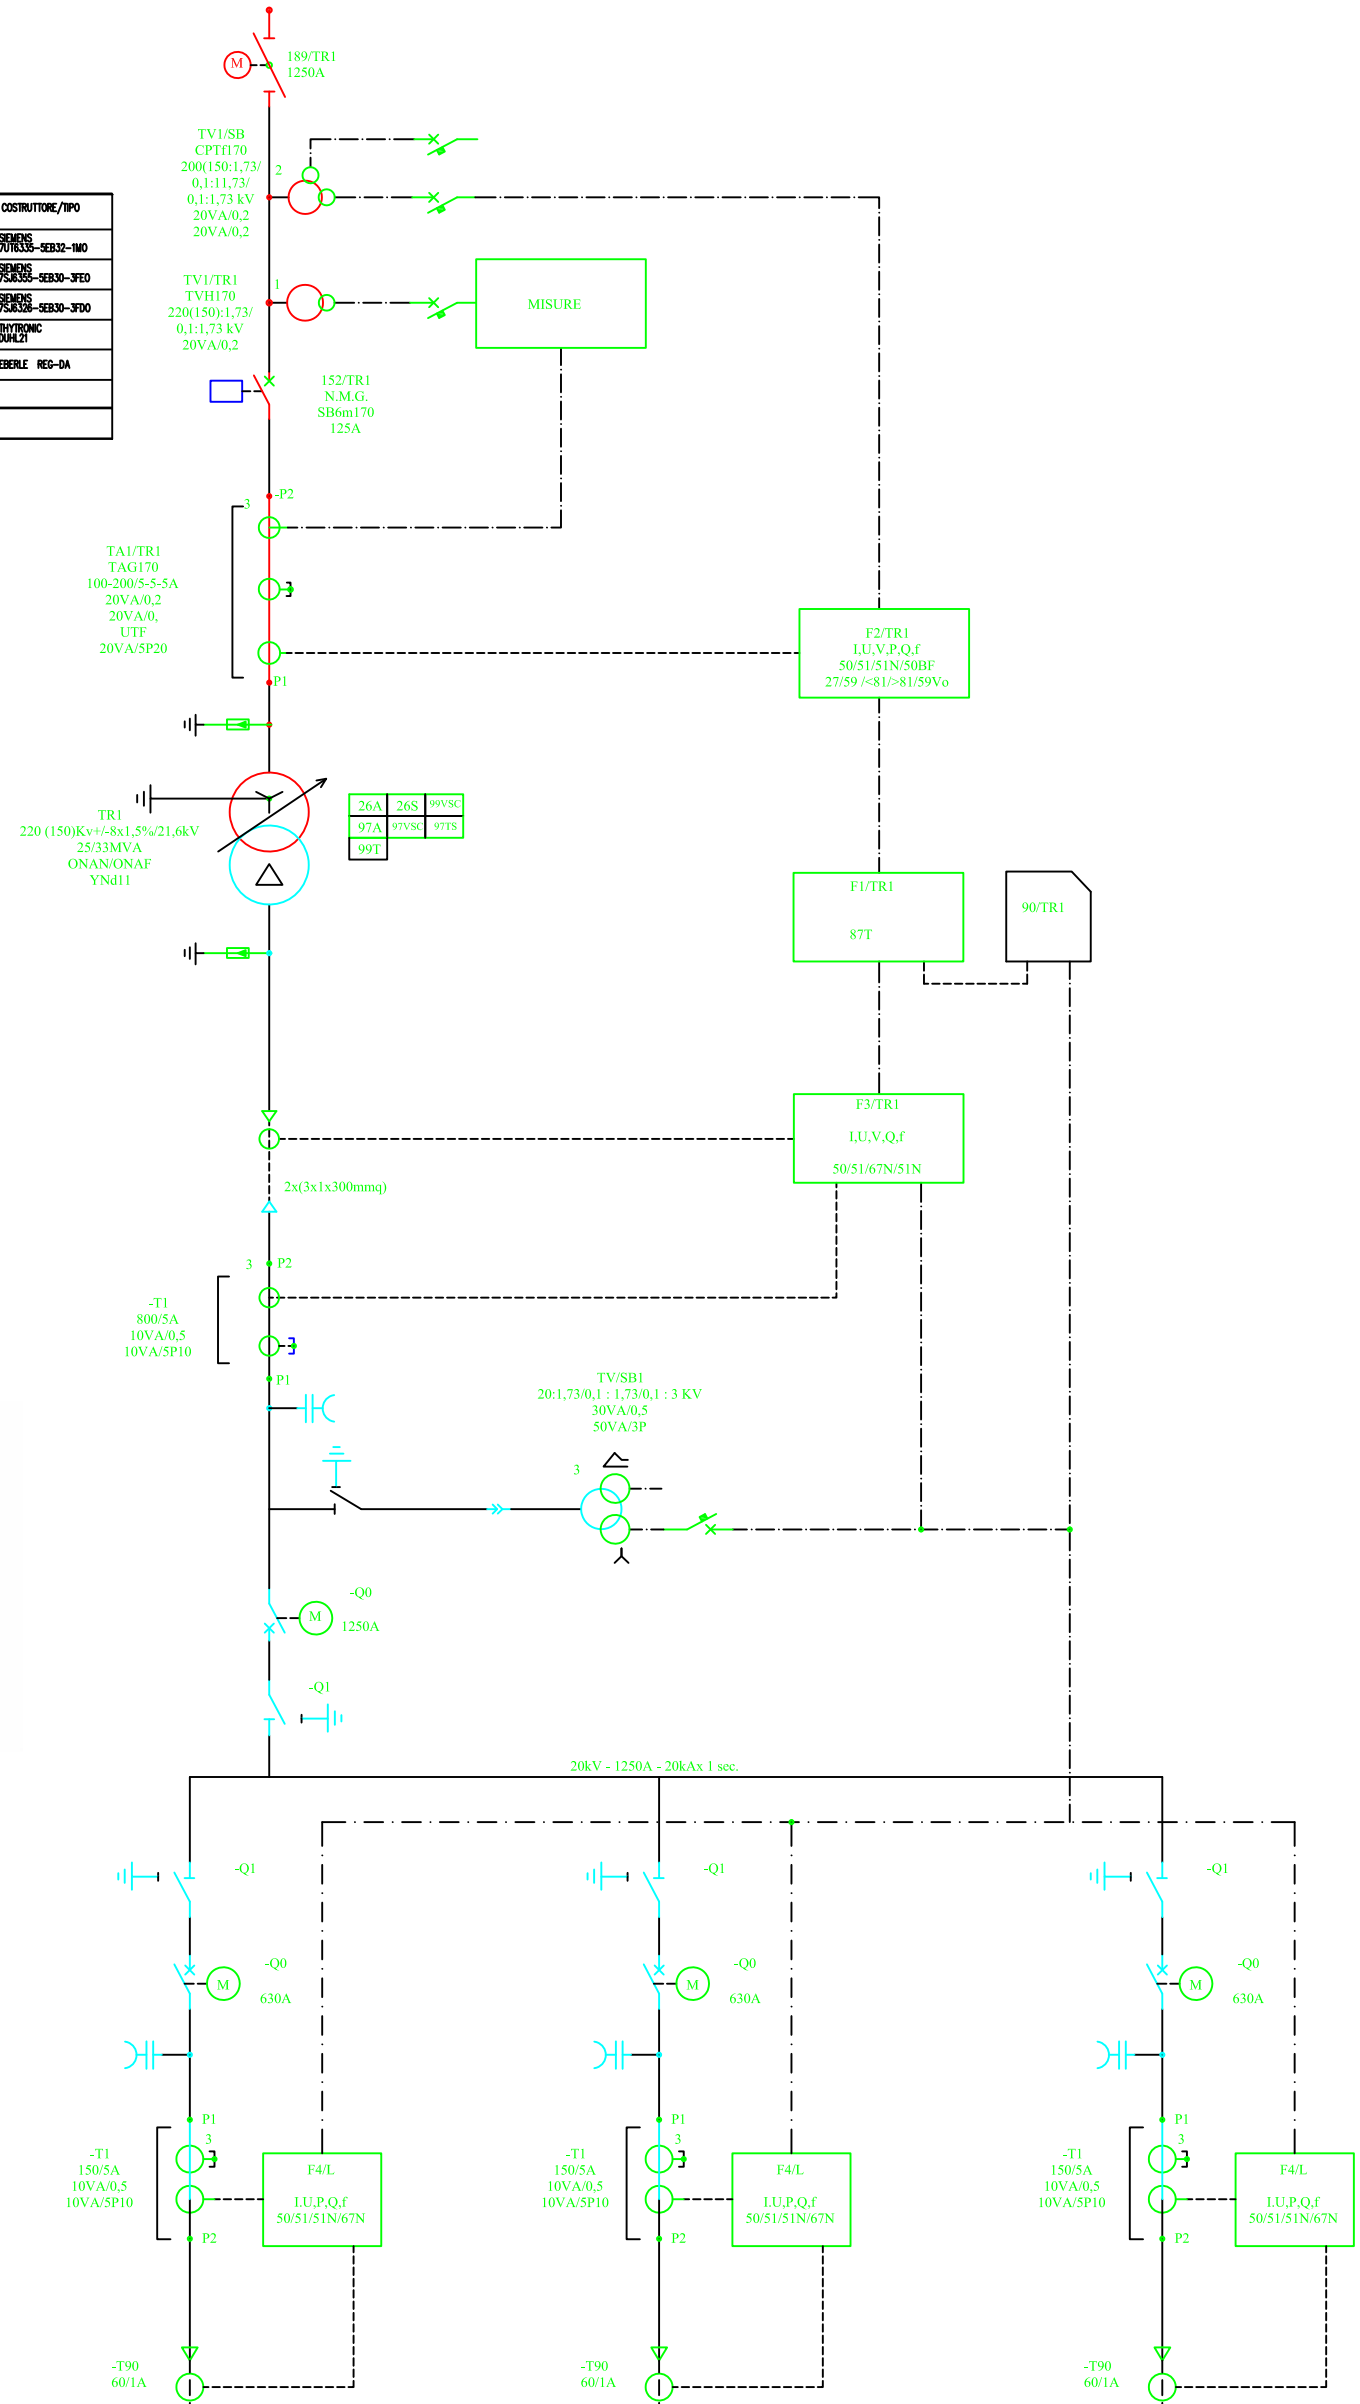 M
189/TR1
1250A
TV1/SB
CPTf170
200(150:1,73/
0,1:11,73/
0,1:1,73 kV
20VA/0,2
20VA/0,2
2
COSTRUTTORE/TIPO
SIEMENS
7UT6335-5EB32-1MO
SIEMENS
7SJ6355-5EB30-3FEO
SIEMENS
7SJ6326-5EB30-3FDO
THYTRONIC
DUHL21
EBERLE REG-DA
TV1/TR1
TVH170
220(150):1,73/
0,1:1,73 kV
20VA/0,2
1
MISURE
152/TR1
N.M.G.
SB6m170
125A
3
-P2
TA1/TR1
TAG170
100-200/5-5-5A
20VA/0,2
20VA/0,
UTF
20VA/5P20
P1
F2/TR1
I,U,V,P,Q,f
50/51/51N/50BF
27/59 /<81/>81/59Vo
TR1
220 (150)Kv+/-8x1,5%/21,6kV
25/33MVA
ONAN/ONAF
YNd11
26A 26S 99VSC
97A 97VSC 97TS
99T
F1/TR1
87T
90/TR1
F3/TR1
I,U,V,Q,f
50/51/67N/51N
2x(3x1x300mmq)
3
P2
-T1
800/5A
10VA/0,5
10VA/5P10
P1
TV/SB1
20:1,73/0,1 : 1,73/0,1 : 3 KV
30VA/0,5
50VA/3P
3
-Q0
M
1250A
-Q1
20kV - 1250A - 20kAx 1 sec.
-Q1
-Q1
-Q1
-Q0
M
630A
-Q0
M
630A
-Q0
M
630A
P1
3
-T1
150/5A
10VA/0,5
10VA/5P10
P2
F4/L
I.U,P,Q,f
50/51/51N/67N
P1
3
-T1
150/5A
10VA/0,5
10VA/5P10
P2
F4/L
I.U,P,Q,f
50/51/51N/67N
P1
3
-T1
150/5A
10VA/0,5
10VA/5P10
P2
F4/L
I.U,P,Q,f
50/51/51N/67N
-T90
60/1A
-T90
60/1A
-T90
60/1A